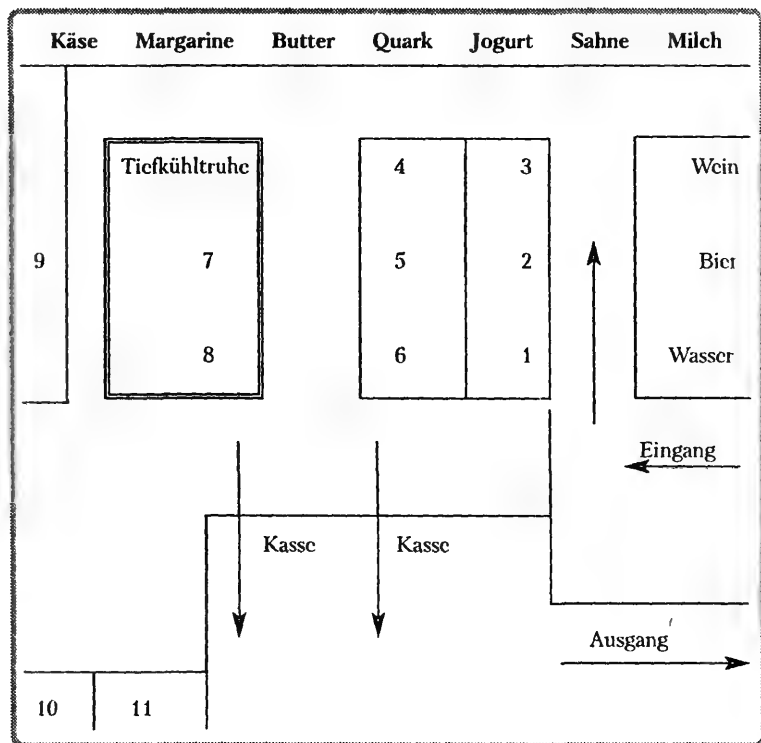 Käse Margarine Butter Quark Jogurt Sahne Milch
Tiefkühltruhe 4 3 Wein
9 7 5 2 Bier
8 6 1 Wasser
Eingang
Kasse Kasse
Ausgang
10 11